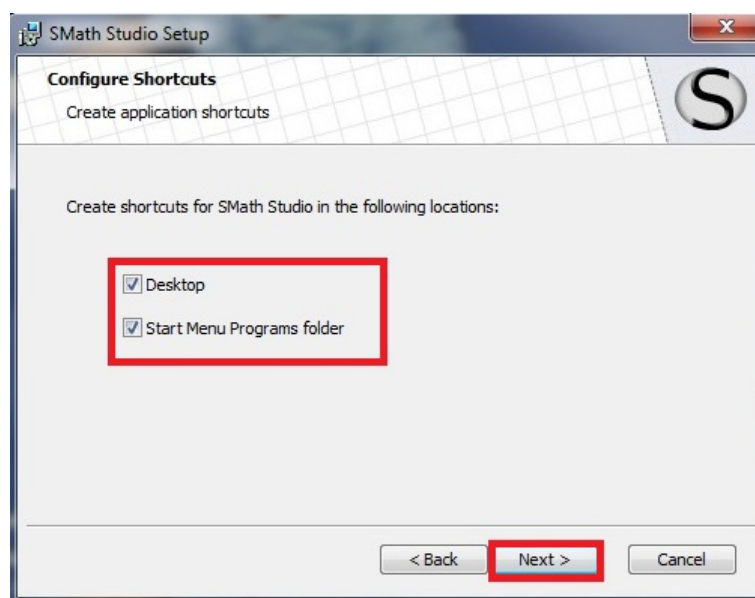 SMath Studio Setup
Configure Shortcuts
Create application shortcuts
S
Create shortcuts for SMath Studio in the following locations:
Desktop
Start Menu Programs folder
< Back Next > Cancel